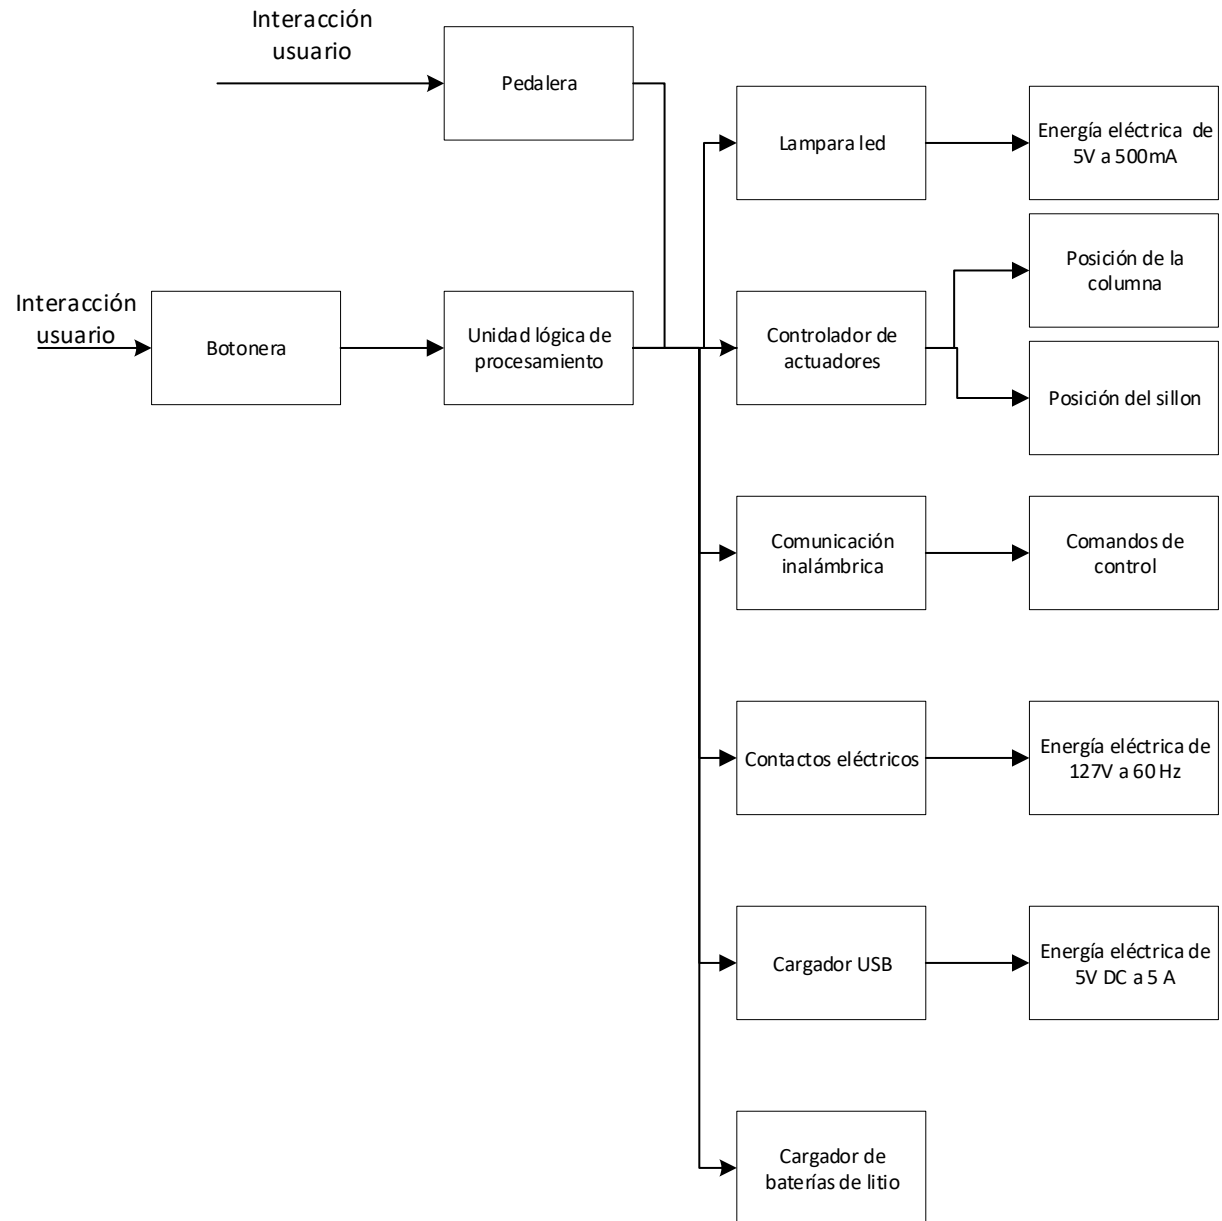 Interacción
usuario
Pedalera
Lampara led
Energía eléctrica  de
5V a 500mA
Posición de la
columna
Interacción
usuario
Botonera
Unidad lógica de
procesamiento
Controlador de
actuadores
Posición del sillon
Comunicación
inalámbrica
Comandos de
control
Contactos eléctricos
Energía eléctrica de
127V a 60 Hz
Cargador USB
Energía eléctrica de
5V DC a 5 A
Cargador de
baterías de litio